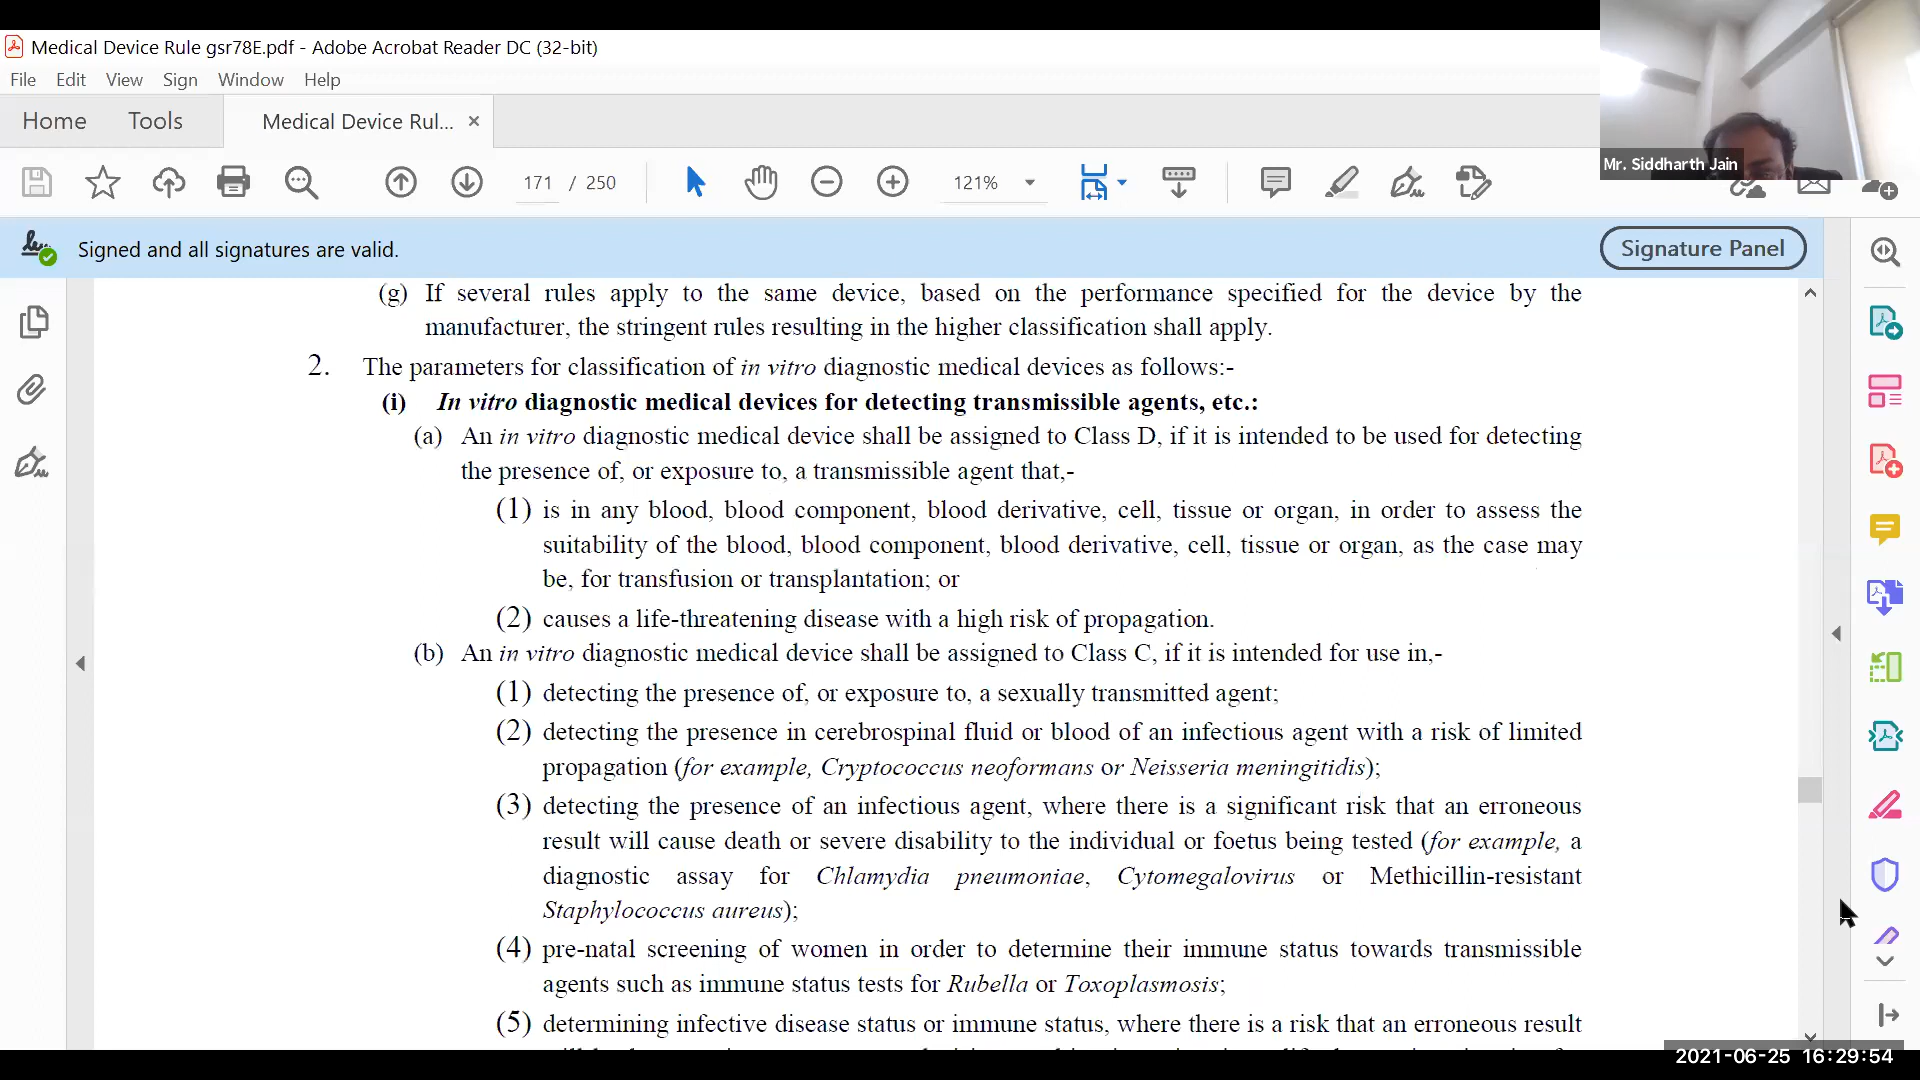 Medical Device Rule gsr78E.pdf - Adobe Acrobat Reader DC (32-bit)
File Edit View Sign Window Help
Home Tools Medical Device Rul... ×
171 / 250 121%
Mr. Siddharth Jain
Signed and all signatures are valid. Signature Panel
(g) If several rules apply to the same device, based on the performance specified for the device by the
manufacturer, the stringent rules resulting in the higher classification shall apply.
2. The parameters for classification of in vitro diagnostic medical devices as follows:-
(i) In vitro diagnostic medical devices for detecting transmissible agents, etc.:
(a) An in vitro diagnostic medical device shall be assigned to Class D, if it is intended to be used for detecting
the presence of, or exposure to, a transmissible agent that,-
(1) is in any blood, blood component, blood derivative, cell, tissue or organ, in order to assess the
suitability of the blood, blood component, blood derivative, cell, tissue or organ, as the case may
be, for transfusion or transplantation; or
(2) causes a life-threatening disease with a high risk of propagation.
(b) An in vitro diagnostic medical device shall be assigned to Class C, if it is intended for use in,-
(1) detecting the presence of, or exposure to, a sexually transmitted agent;
(2) detecting the presence in cerebrospinal fluid or blood of an infectious agent with a risk of limited
propagation (for example, Cryptococcus neoformans or Neisseria meningitidis);
(3) detecting the presence of an infectious agent, where there is a significant risk that an erroneous
result will cause death or severe disability to the individual or foetus being tested (for example, a
diagnostic assay for Chlamydia pneumoniae, Cytomegalovirus or Methicillin-resistant
Staphylococcus aureus);
(4) pre-natal screening of women in order to determine their immune status towards transmissible
agents such as immune status tests for Rubella or Toxoplasmosis;
(5) determining infective disease status or immune status, where there is a risk that an erroneous result
2021-06-25 16:29:54